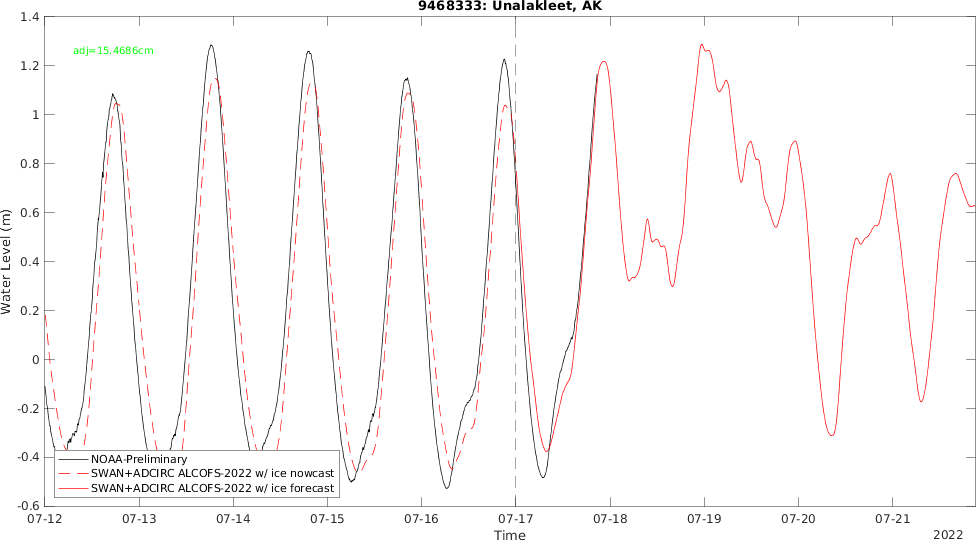 9468333: Unalakleet, AK
adj=15.4686cm
Water Level (m)
1.4
1.2
1
0.8
0.6
0.4
0.2
0
-0.2
-0.4
-0.6
NOAA-Preliminary
SWAN+ADCIRC ALCOFS-2022 w/ ice nowcast
SWAN+ADCIRC ALCOFS-2022 w/ ice forecast
07-12 07-13 07-14 07-15 07-16 07-17 07-18 07-19 07-20 07-21
Time
2022